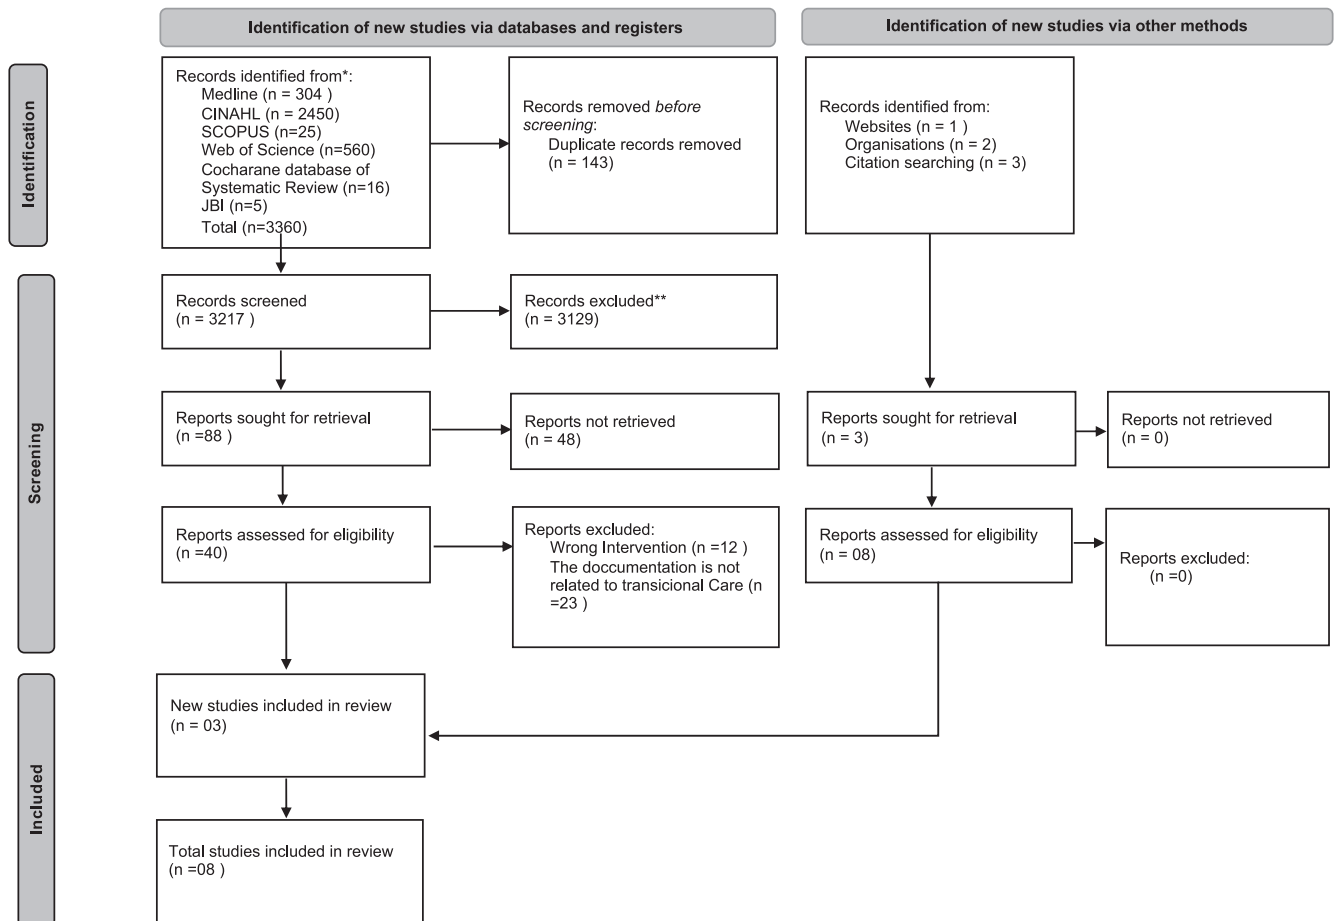 Identification of new studies via databases and registers
Identification of new studies via other methods
Identification
Records identified from*:
Medline (n = 304 )
CINAHL (n = 2450)
SCOPUS (n=25)
Web of Science (n=560)
Cocharane database of
Systematic Review (n=16)
JBI (n=5)
Total (n=3360)
Records removed before
screening:
Duplicate records removed
(n = 143)
Records identified from:
Websites (n = 1 )
Organisations (n = 2)
Citation searching (n = 3)
Screening
Records screened
(n = 3217 )
Records excluded**
(n = 3129)
Reports sought for retrieval
(n =88 )
Reports not retrieved
(n = 48)
Reports sought for retrieval
(n = 3)
Reports not retrieved
(n = 0)
Reports assessed for eligibility
(n =40)
Reports excluded:
Wrong Intervention (n =12 )
The doccumentation is not
related to transicional Care (n
=23 )
Reports assessed for eligibility
(n = 08)
Reports excluded:
(n =0)
Included
New studies included in review
(n = 03)
Total studies included in review
(n =08 )